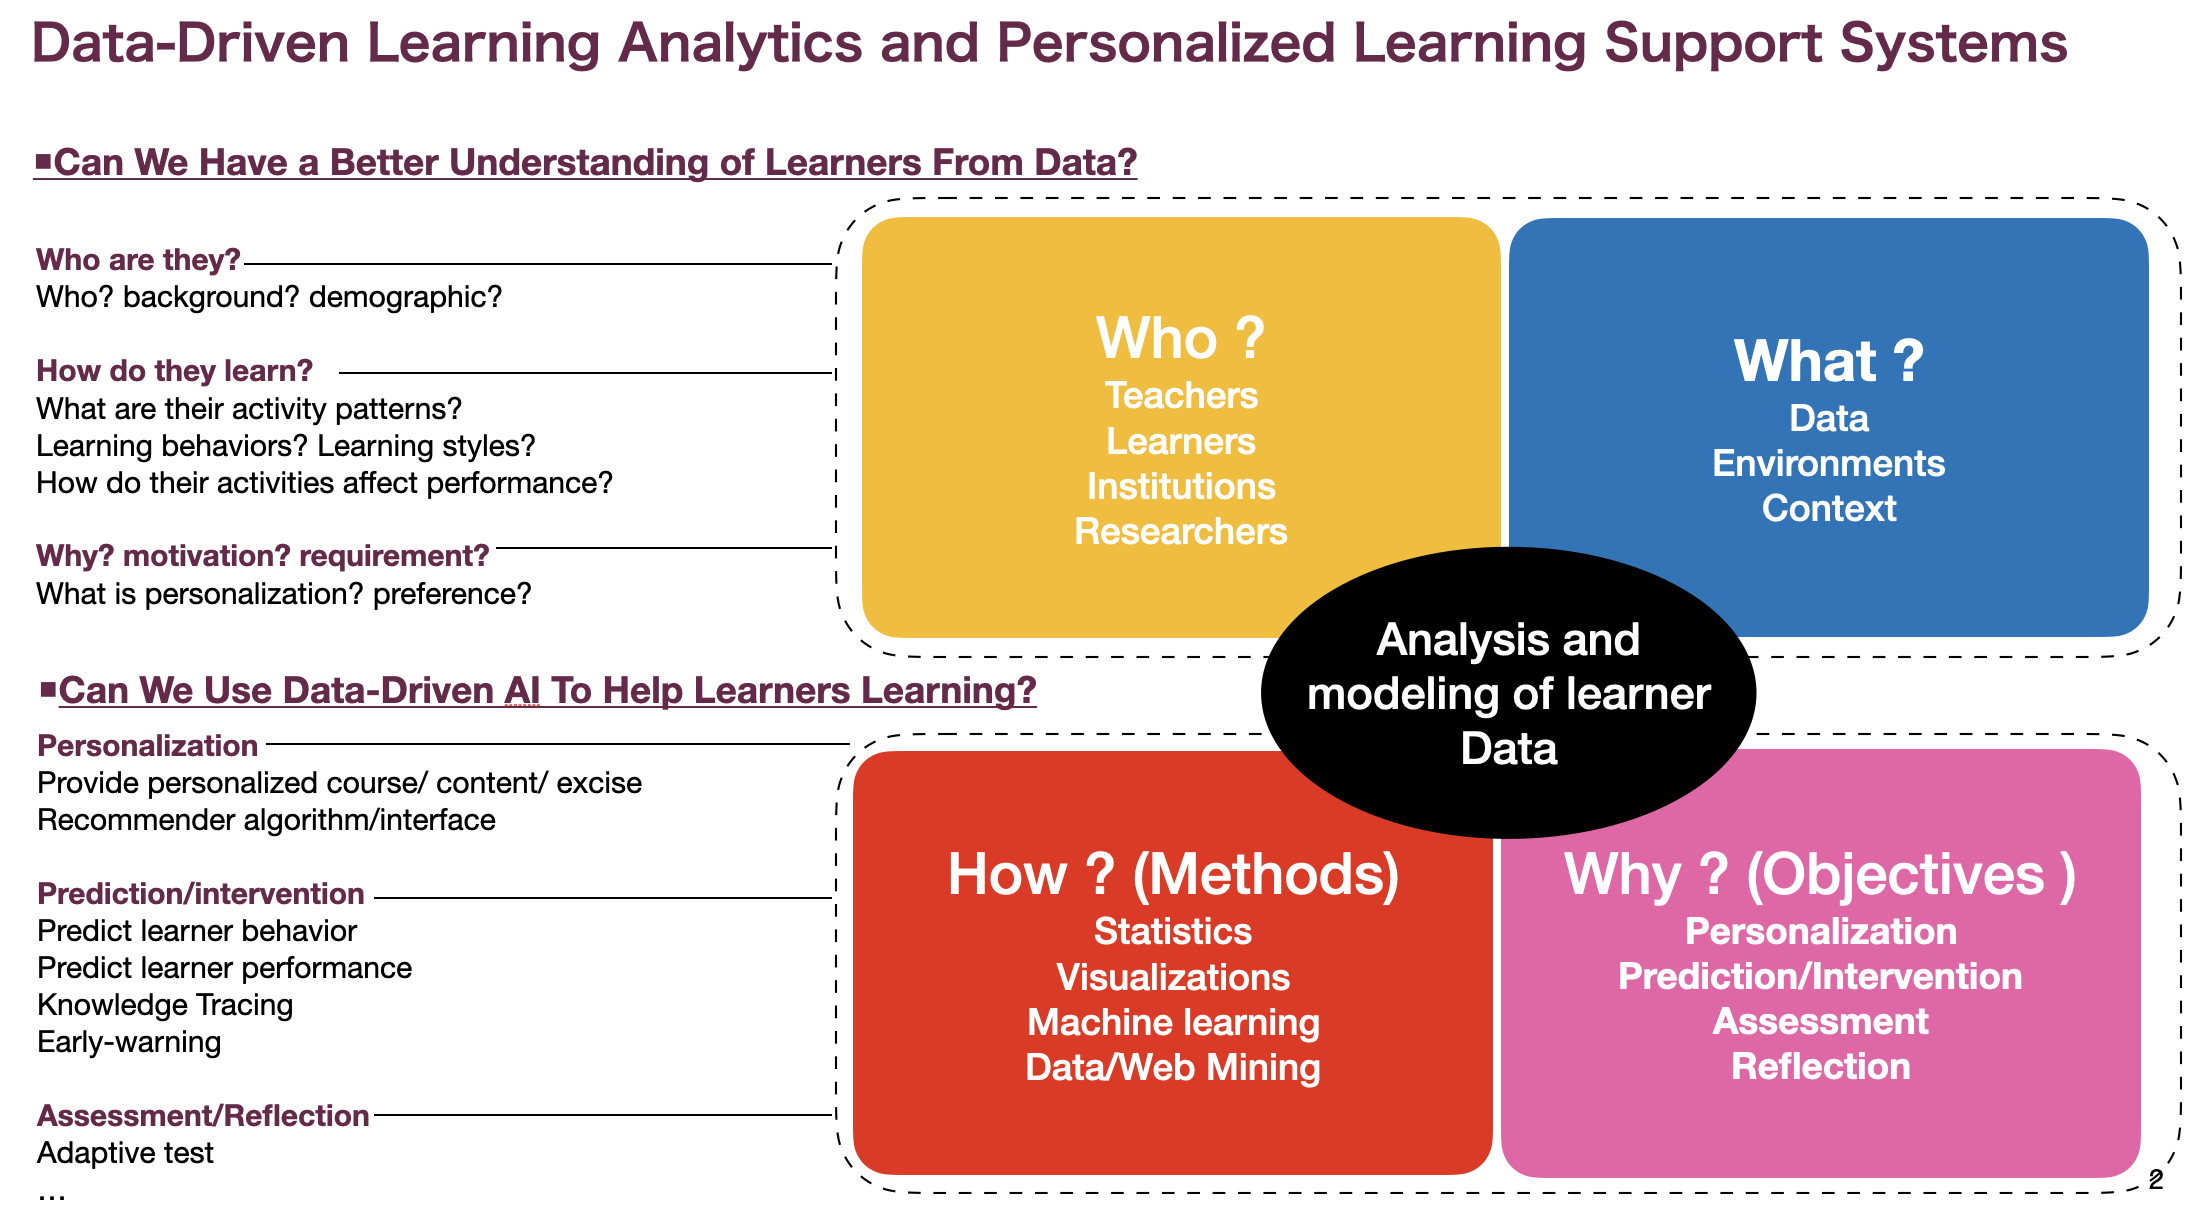 Data-Driven Learning Analytics and Personalized Learning Support Systems
▪Can We Have a Better Understanding of Learners From Data?
Who are they?
Who? background? demographic?
How do they learn?
What are their activity patterns?
Learning behaviors? Learning styles?
How do their activities affect performance?
Why? motivation? requirement?
What is personalization? preference?
Who ?
Teachers
Learners
Institutions
Researchers
What ?
Data
Environments
Context
Analysis and
modeling of learner
Data
▪Can We Use Data-Driven AI To Help Learners Learning?
Personalization
Provide personalized course/ content/ excise
Recommender algorithm/interface
Prediction/intervention
Predict learner behavior
Predict learner performance
Knowledge Tracing
Early-warning
Assessment/Reflection
Adaptive test
…
How ? (Methods)
Statistics
Visualizations
Machine learning
Data/Web Mining
Why ? (Objectives )
Personalization
Prediction/Intervention
Assessment
Reflection
2